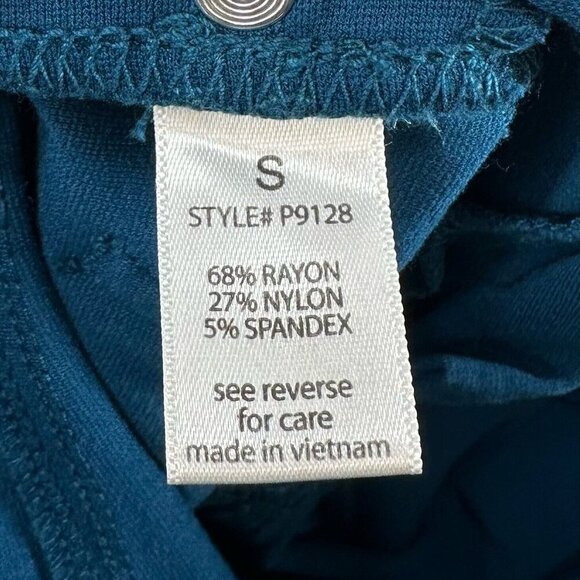 S
STYLE# P9128
68% RAYON
27% NYLON
5% SPANDEX
see reverse
for care
made in vietnam